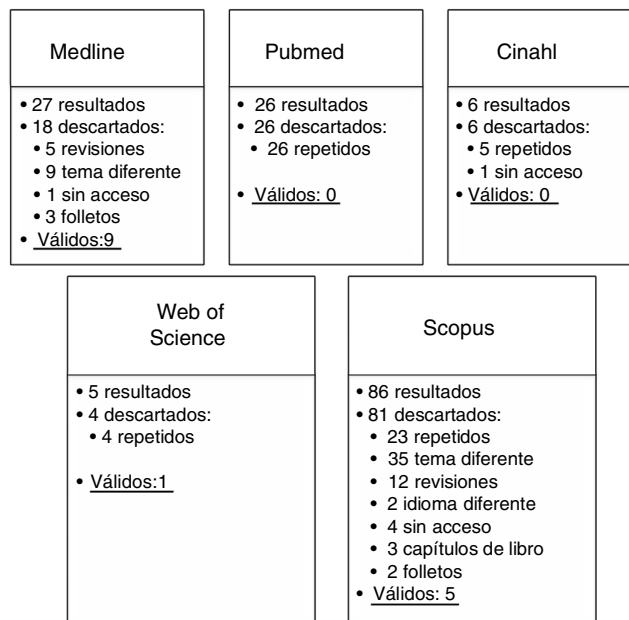 Medline
• 27 resultados
• 18 descartados:
• 5 revisiones
• 9 tema diferente
• 1 sin acceso
• 3 folletos
• Válidos:9
Pubmed
• 26 resultados
• 26 descartados:
• 26 repetidos
• Válidos: 0
Cinahl
• 6 resultados
• 6 descartados:
• 5 repetidos
• 1 sin acceso
• Válidos: 0
Web of
Science
• 5 resultados
• 4 descartados:
• 4 repetidos
• Válidos:1
Scopus
• 86 resultados
• 81 descartados:
• 23 repetidos
• 35 tema diferente
• 12 revisiones
• 2 idioma diferente
• 4 sin acceso
• 3 capítulos de libro
• 2 folletos
• Válidos: 5